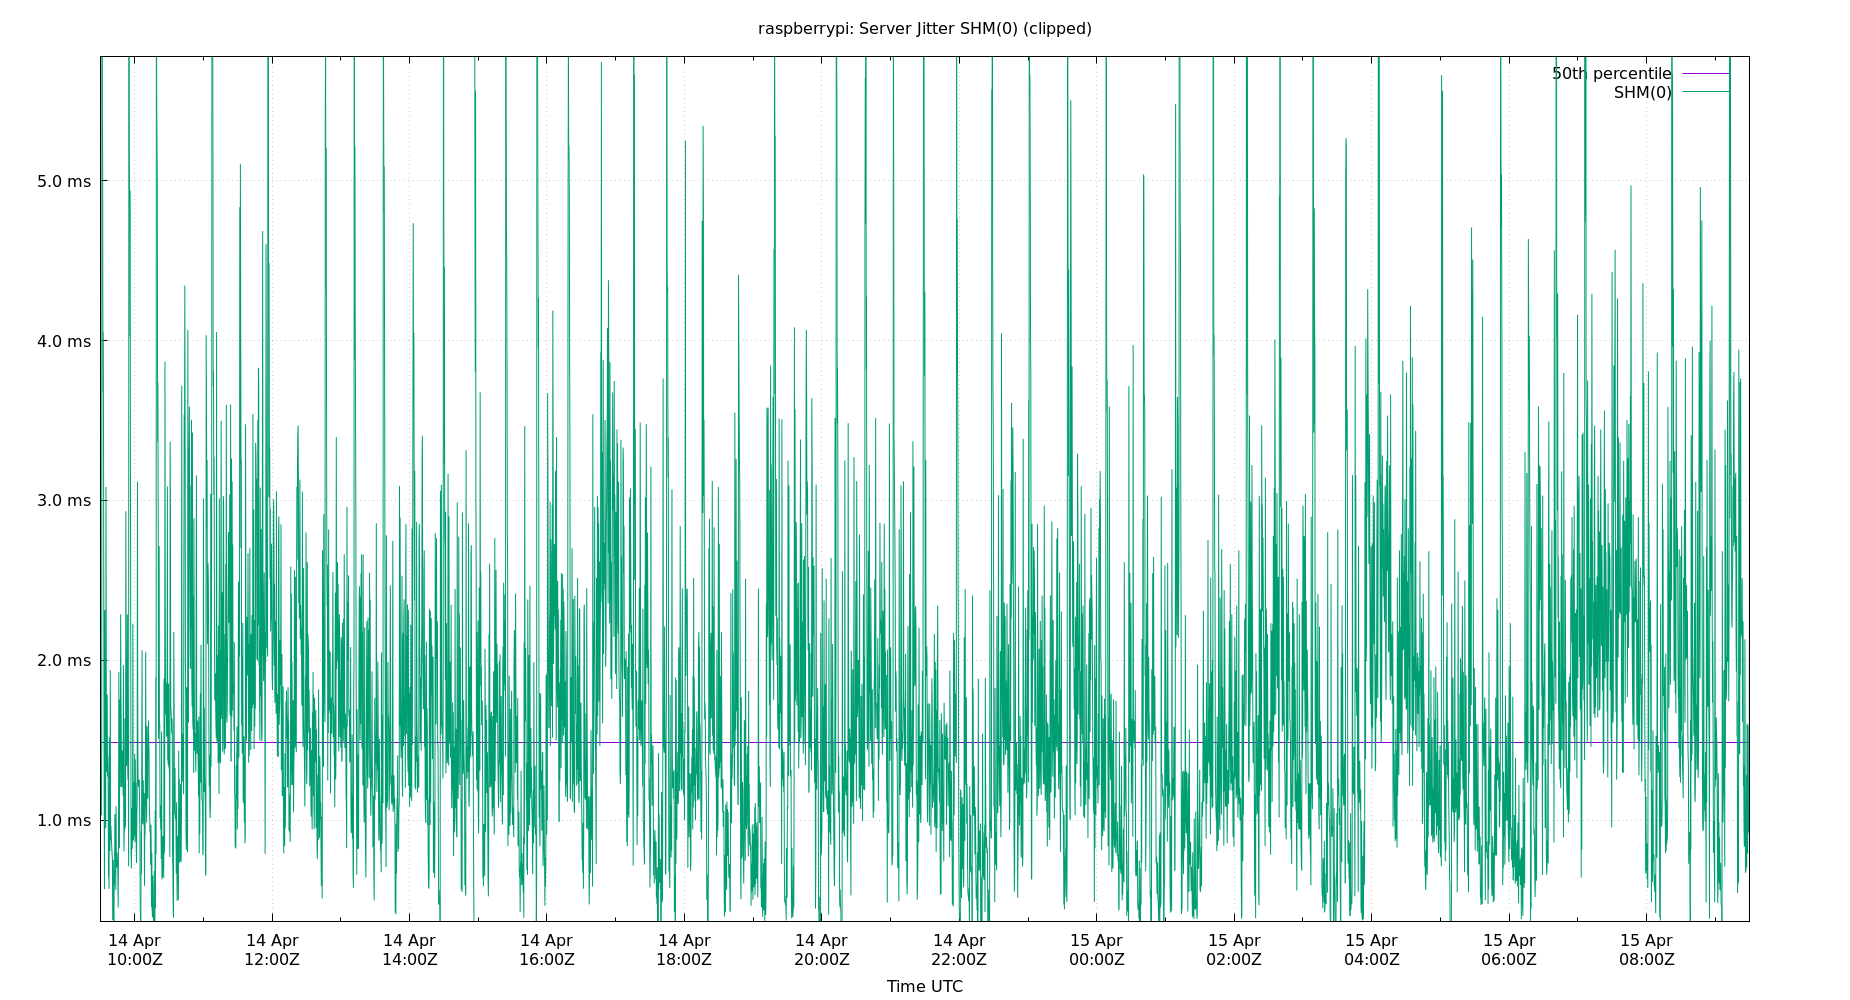 raspberrypi: Server Jitter SHM(0) (clipped)
50th percentile
SHM(0)
5.0 ms
4.0 ms
3.0 ms
2.0 ms
1.0 ms
14 Apr 14 Apr 14 Apr 14 Apr 14 Apr 14 Apr 14 Apr 15 Apr 15 Apr 15 Apr 15 Apr 15 Apr
10:00Z 12:00Z 14:00Z 16:00Z 18:00Z 20:00Z 22:00Z 00:00Z 02:00Z 04:00Z 06:00Z 08:00Z
Time UTC